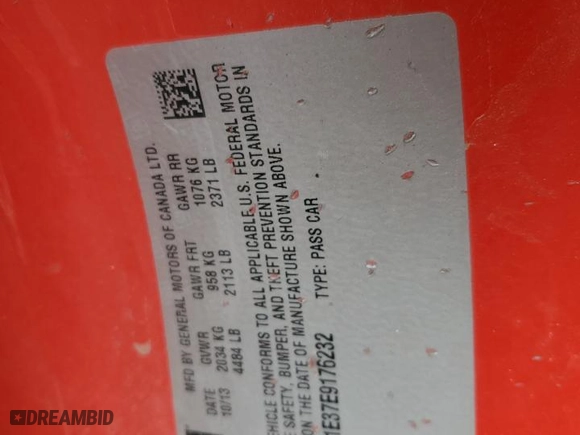 MFD BY GENERAL MOTORS OF CANADA LTD.
DATE GVWR GAWR FRT GAWR RR
10/13 2034 KG 958 KG 1076 KG
4484 LB 2113 LB 2371 LB
VEHICLE CONFORMS TO ALL APPLICABLE U.S. FEDERAL MOTOR
SAFETY, BUMPER, AND THEFT PREVENTION STANDARDS IN
ON THE DATE OF MANUFACTURE SHOWN ABOVE.
1E37E9176232 TYPE: PASS CAR
DREAMBID